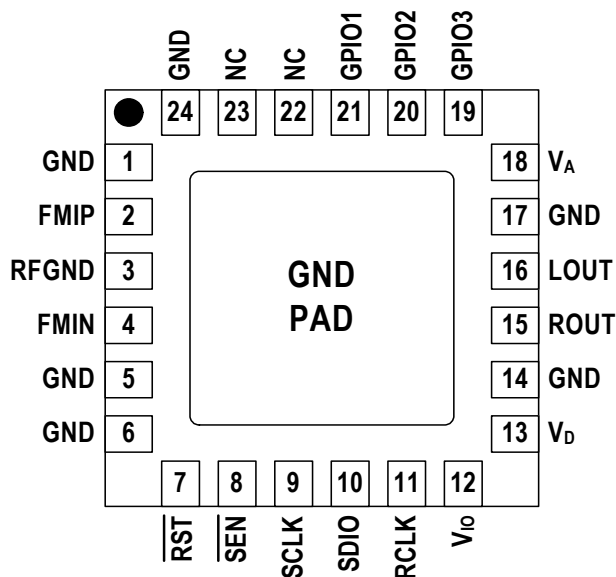 GND
NC
NC
GPIO1
GPIO2
GPIO3
24
23
22
21
20
19
GND 1
FMIP 2
RFGND 3
FMIN 4
GND 5
GND 6
18 VA
17 GND
16 LOUT
15 ROUT
14 GND
13 VD
GND
PAD
7
8
9
10
11
12
RST
SEN
SCLK
SDIO
RCLK
VIO